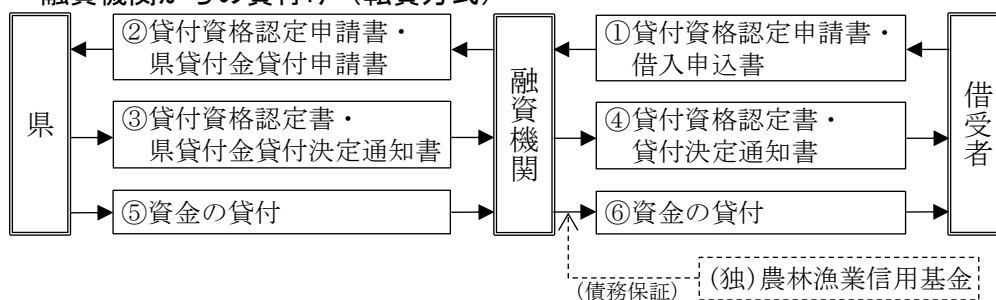 融資機関からの貸付け（転貸方式）
県
②貸付資格認定申請書・
県貸付金貸付申請書
③貸付資格認定書・
県貸付金貸付決定通知書
⑤資金の貸付
融資機関
①貸付資格認定申請書・
借入申込書
④貸付資格認定書・
貸付決定通知書
⑥資金の貸付
借受者
(債務保証)
(独)農林漁業信用基金